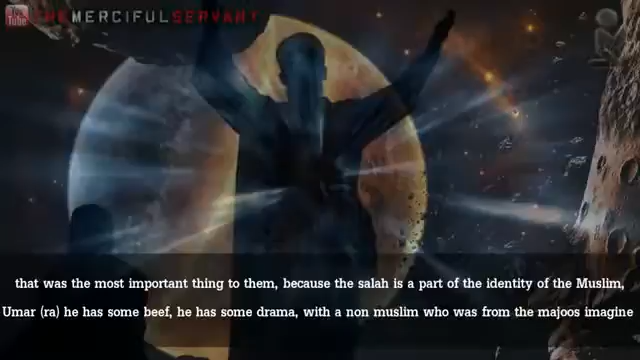 You
Tube
THEMERCIFULSERVANT
that was the most important thing to them, because the salah is a part of the identity of the Muslim,
Umar (ra) he has some beef, he has some drama, with a non muslim who was from the majoos imagine